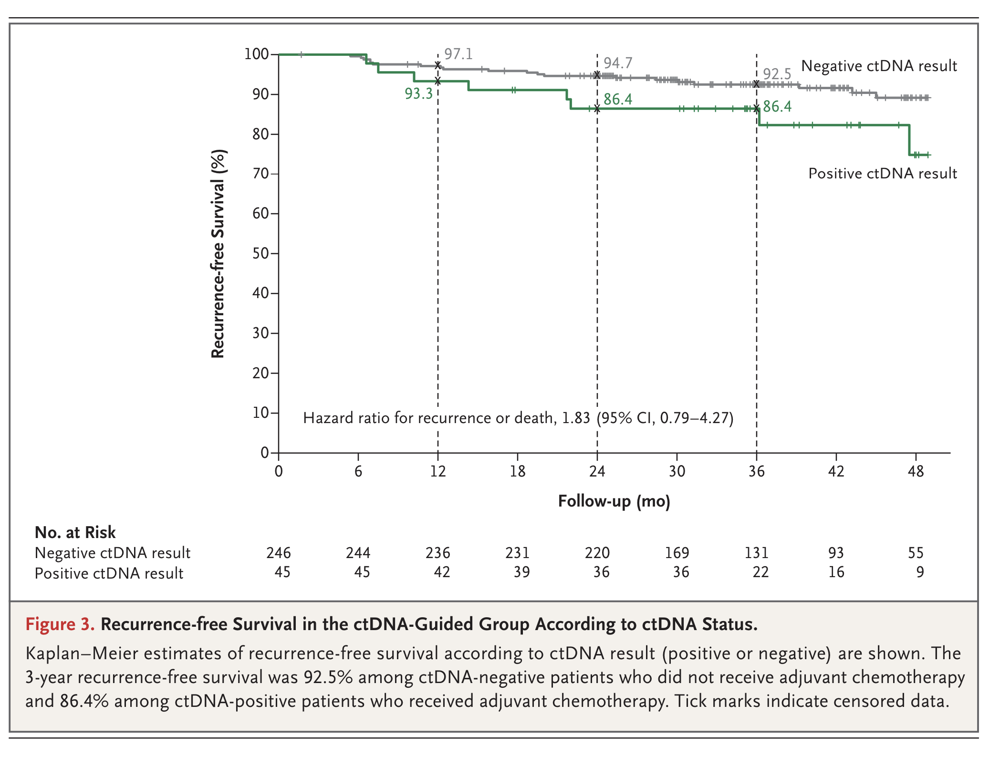 100
90
80
70
60
50
40
30
20
10
0
Recurrence-free Survival (%)
97.1
94.7
92.5
Negative ctDNA result
93.3
86.4
86.4
Positive ctDNA result
Hazard ratio for recurrence or death, 1.83 (95% CI, 0.79–4.27)
0 6 12 18 24 30 36 42 48
Follow-up (mo)
No. at Risk
Negative ctDNA result 246 244 236 231 220 169 131 93 55
Positive ctDNA result 45 45 42 39 36 36 22 16 9
Figure 3. Recurrence-free Survival in the ctDNA-Guided Group According to ctDNA Status.
Kaplan–Meier estimates of recurrence-free survival according to ctDNA result (positive or negative) are shown. The
3-year recurrence-free survival was 92.5% among ctDNA-negative patients who did not receive adjuvant chemotherapy
and 86.4% among ctDNA-positive patients who received adjuvant chemotherapy. Tick marks indicate censored data.